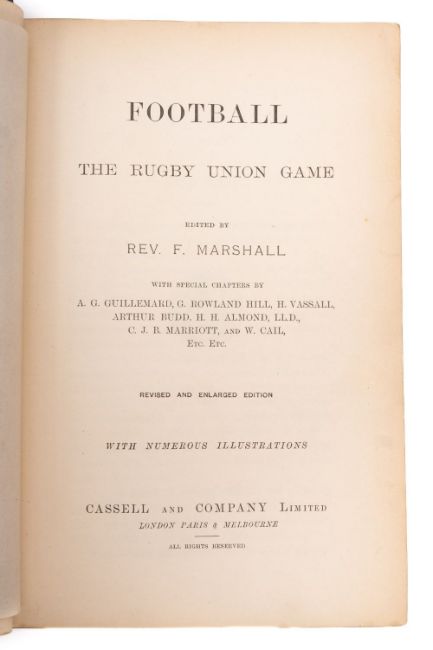 FOOTBALL
THE RUGBY UNION GAME
EDITED BY
REV. F. MARSHALL
WITH SPECIAL CHAPTERS BY
A. G. GUILLEMARD, G. ROWLAND HILL, H. VASSALL,
ARTHUR BUDD, H. H. ALMOND, LL.D.,
C. J. B. MARRIOTT, AND W. CAIL,
ETC. ETC.
REVISED AND ENLARGED EDITION
WITH NUMEROUS ILLUSTRATIONS
CASSELL AND COMPANY LIMITED
LONDON PARIS & MELBOURNE
ALL RIGHTS RESERVED